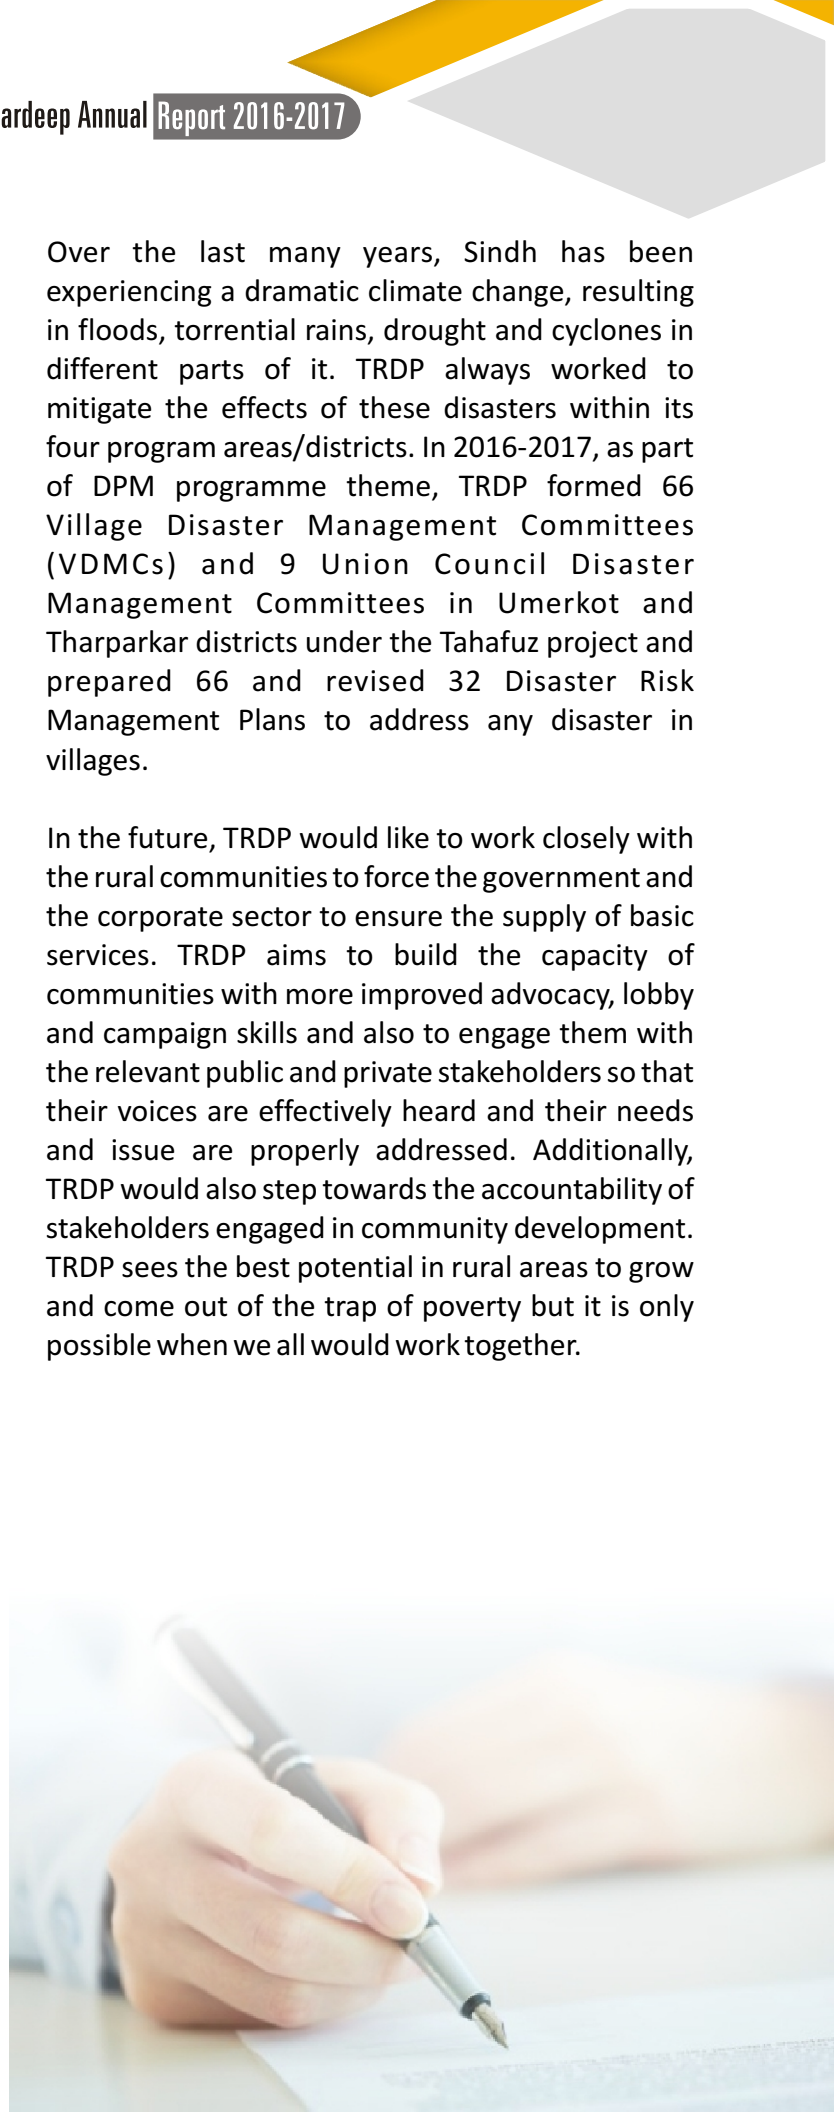 ardeep Annual Report 2016-2017
Over the last many years, Sindh has been
experiencing a dramatic climate change, resulting
in floods, torrential rains, drought and cyclones in
different parts of it. TRDP always worked to
mitigate the effects of these disasters within its
four program areas/districts. In 2016-2017, as part
of DPM programme theme, TRDP formed 66
Village Disaster Management Committees
(VDMCs) and 9 Union Council Disaster
Management Committees in Umerkot and
Tharparkar districts under the Tahafuz project and
prepared 66 and revised 32 Disaster Risk
Management Plans to address any disaster in
villages.
In the future, TRDP would like to work closely with
the rural communities to force the government and
the corporate sector to ensure the supply of basic
services. TRDP aims to build the capacity of
communities with more improved advocacy, lobby
and campaign skills and also to engage them with
the relevant public and private stakeholders so that
their voices are effectively heard and their needs
and issue are properly addressed. Additionally,
TRDP would also step towards the accountability of
stakeholders engaged in community development.
TRDP sees the best potential in rural areas to grow
and come out of the trap of poverty but it is only
possible when we all would work together.